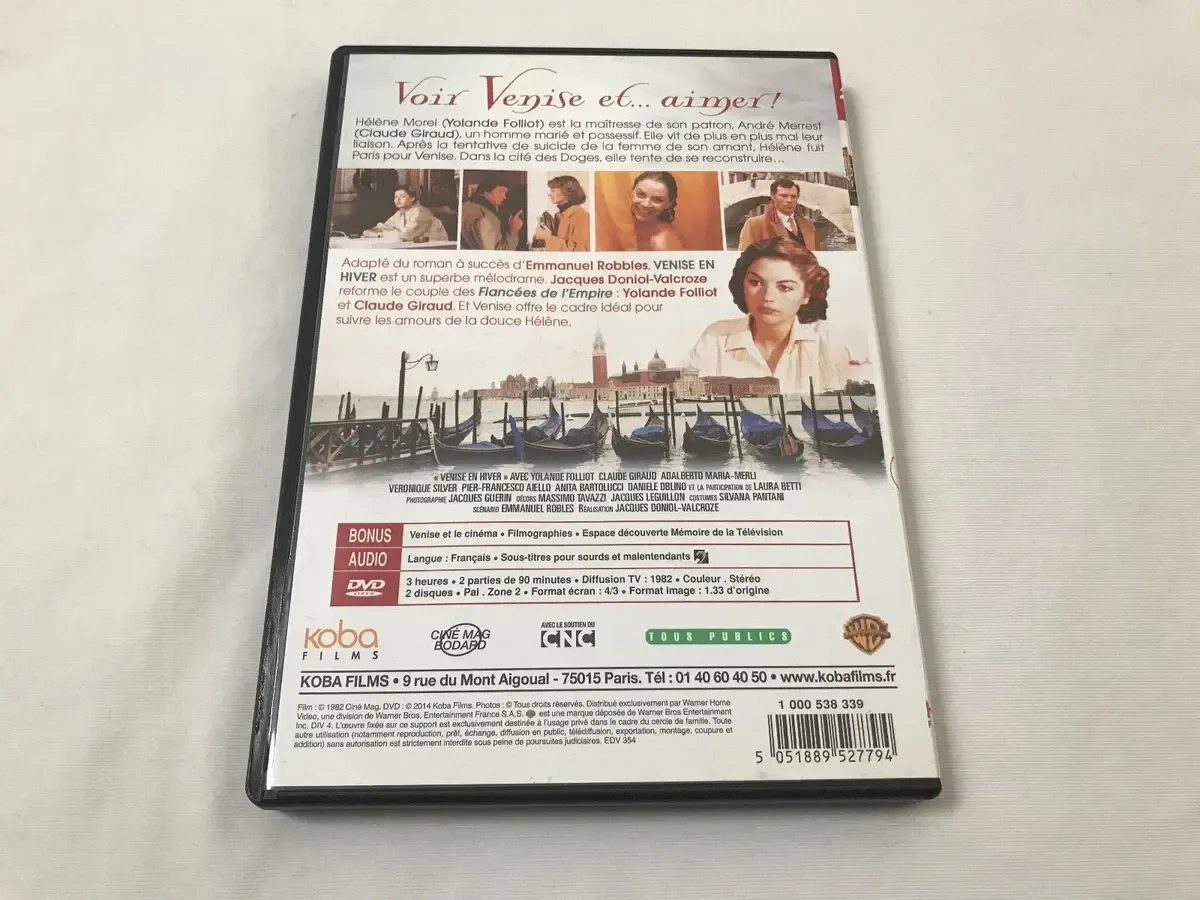 Voir Venise et... aimer!
Hélène Morel (Yolande Folliot) est la maîtresse de son patron, André Merrest
(Claude Giraud), un homme marié et possessif. Elle vit de plus en plus mal leur
liaison. Après la tentative de suicide de la femme de son amant, Hélène fuit
Paris pour Venise. Dans la cité des Doges, elle tente de se reconstruire...
Adapté du roman à succès d'Emmanuel Robbles, VENISE EN
HIVER est un superbe mélodrame. Jacques Doniol-Valcroze
reforme le couple des Fiancées de l'Empire : Yolande Folliot
et Claude Giraud. Et Venise offre le cadre idéal pour
suivre les amours de la douce Hélène.
« VENISE EN HIVER » AVEC YOLANDE FOLLIOT CLAUDE GIRAUD ADALBERTO MARIA-MERLI
VERONIQUE SILVER PIER-FRANCESCO AIELLO ANITA BARTOLUCCI DANIELE DBLINO ET LA PARTICIPATION DE LAURA BETTI
PHOTOGRAPHIE JACQUES GUERIN DÉCORS MASSIMO TAVAZZI JACQUES LEGUILLON COSTUMES SILVANA PANTANI
SCÉNARIO EMMANUEL ROBLES RÉALISATION JACQUES DONIOL-VALCROZE
BONUS Venise et le cinéma • Filmographies • Espace découverte Mémoire de la Télévision
AUDIO Langue : Français • Sous-titres pour sourds et malentendants
DVD VIDEO 3 heures • 2 parties de 90 minutes • Diffusion TV : 1982 • Couleur . Stéréo
2 disques • Pal . Zone 2 • Format écran : 4/3 • Format image : 1.33 d'origine
koba FILMS
CINÉ MAG BODARD
AVEC LE SOUTIEN DU
CNC
TOUS PUBLICS
WB
KOBA FILMS • 9 rue du Mont Aigoual - 75015 Paris. Tél : 01 40 60 40 50 • www.kobafilms.fr
Film : © 1982 Ciné Mag. DVD : © 2014 Koba Films. Photos : © Tous droits réservés. Distribué exclusivement par Warner Home
Video, une division de Warner Bros. Entertainment France S.A.S. est une marque déposée de Warner Bros. Entertainment
Inc. DIV 4. L'œuvre fixée sur ce support est exclusivement destinée à l'usage privé dans le cadre du cercle de famille. Toute
autre utilisation (notamment reproduction, prêt, échange, diffusion en public, télédiffusion, exportation, montage, coupure et
addition) sans autorisation est strictement interdite sous peine de poursuites judiciaires. EDV 354
1 000 538 339
5 051889 527794